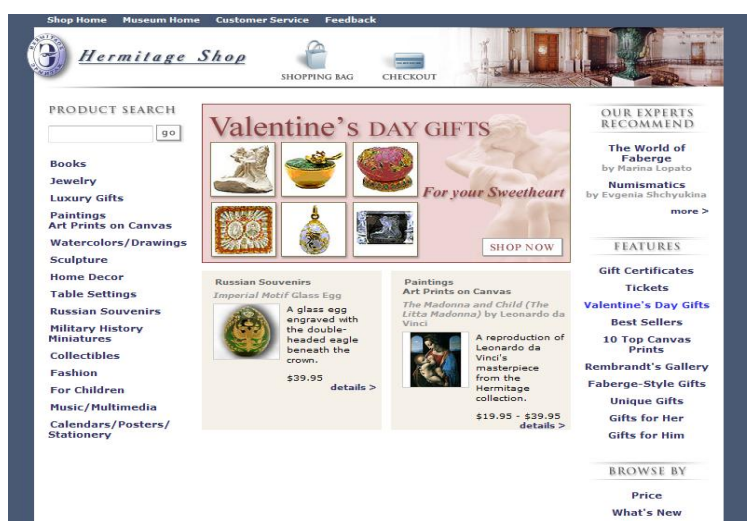 Shop Home Museum Home Customer Service Feedback
Hermitage Shop
SHOPPING BAG
CHECKOUT
PRODUCT SEARCH
go
Books
Jewelry
Luxury Gifts
Paintings
Art Prints on Canvas
Watercolors/Drawings
Sculpture
Home Decor
Table Settings
Russian Souvenirs
Military History
Miniatures
Collectibles
Fashion
For Children
Music/Multimedia
Calendars/Posters/
Stationery
Valentine's DAY GIFTS
For your Sweetheart
SHOP NOW
Russian Souvenirs
Imperial Motif Glass Egg
A glass egg
engraved with
the double-
headed eagle
beneath the
crown.
$39.95
details >
Paintings
Art Prints on Canvas
The Madonna and Child (The
Litta Madonna) by Leonardo da
Vinci
A reproduction of
Leonardo da
Vinci's
masterpiece
from the
Hermitage
collection.
$19.95 - $39.95
details >
OUR EXPERTS
RECOMMEND
The World of
Faberge
by Marina Lopato
Numismatics
by Evgenia Shchyukina
more >
FEATURES
Gift Certificates
Tickets
Valentine's Day Gifts
Best Sellers
10 Top Canvas
Prints
Rembrandt's Gallery
Faberge-Style Gifts
Unique Gifts
Gifts for Her
Gifts for Him
BROWSE BY
Price
What's New